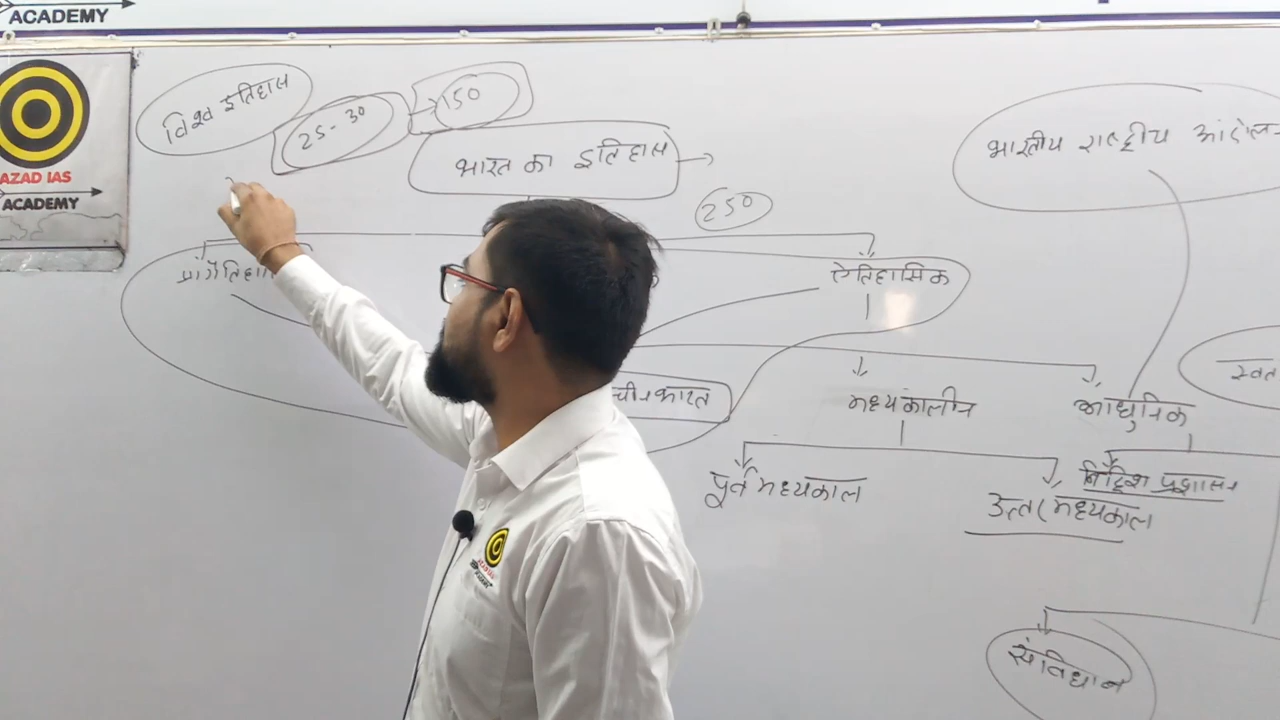 ACADEMY
AZAD IAS
ACADEMY
विश्व इतिहास
25-30
150
भारत का इतिहास
भारतीय राष्ट्रीय
250
ऐतिहासिक
भारत
मध्यकालीन
आधुनिक
पूर्व मध्यकाल
ब्रिटिश प्रशासन
उत्तर मध्यकाल
संविधान